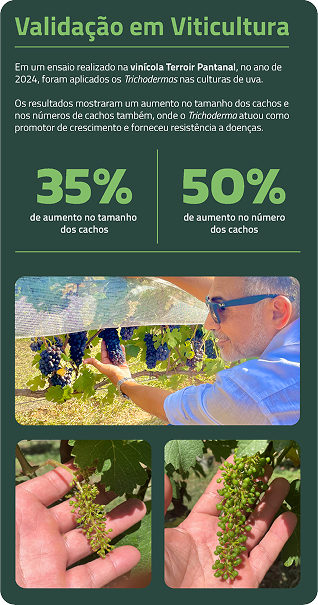 Validação em Viticultura
Em um ensaio realizado na vinícola Terroir Pantanal, no ano de
2024, foram aplicados os Trichodermas nas culturas de uva.
Os resultados mostraram um aumento no tamanho dos cachos e
nos números de cachos também, onde o Trichoderma atuou como
promotor de crescimento e forneceu resistência a doenças.
35%
de aumento no tamanho
dos cachos
50%
de aumento no número
dos cachos